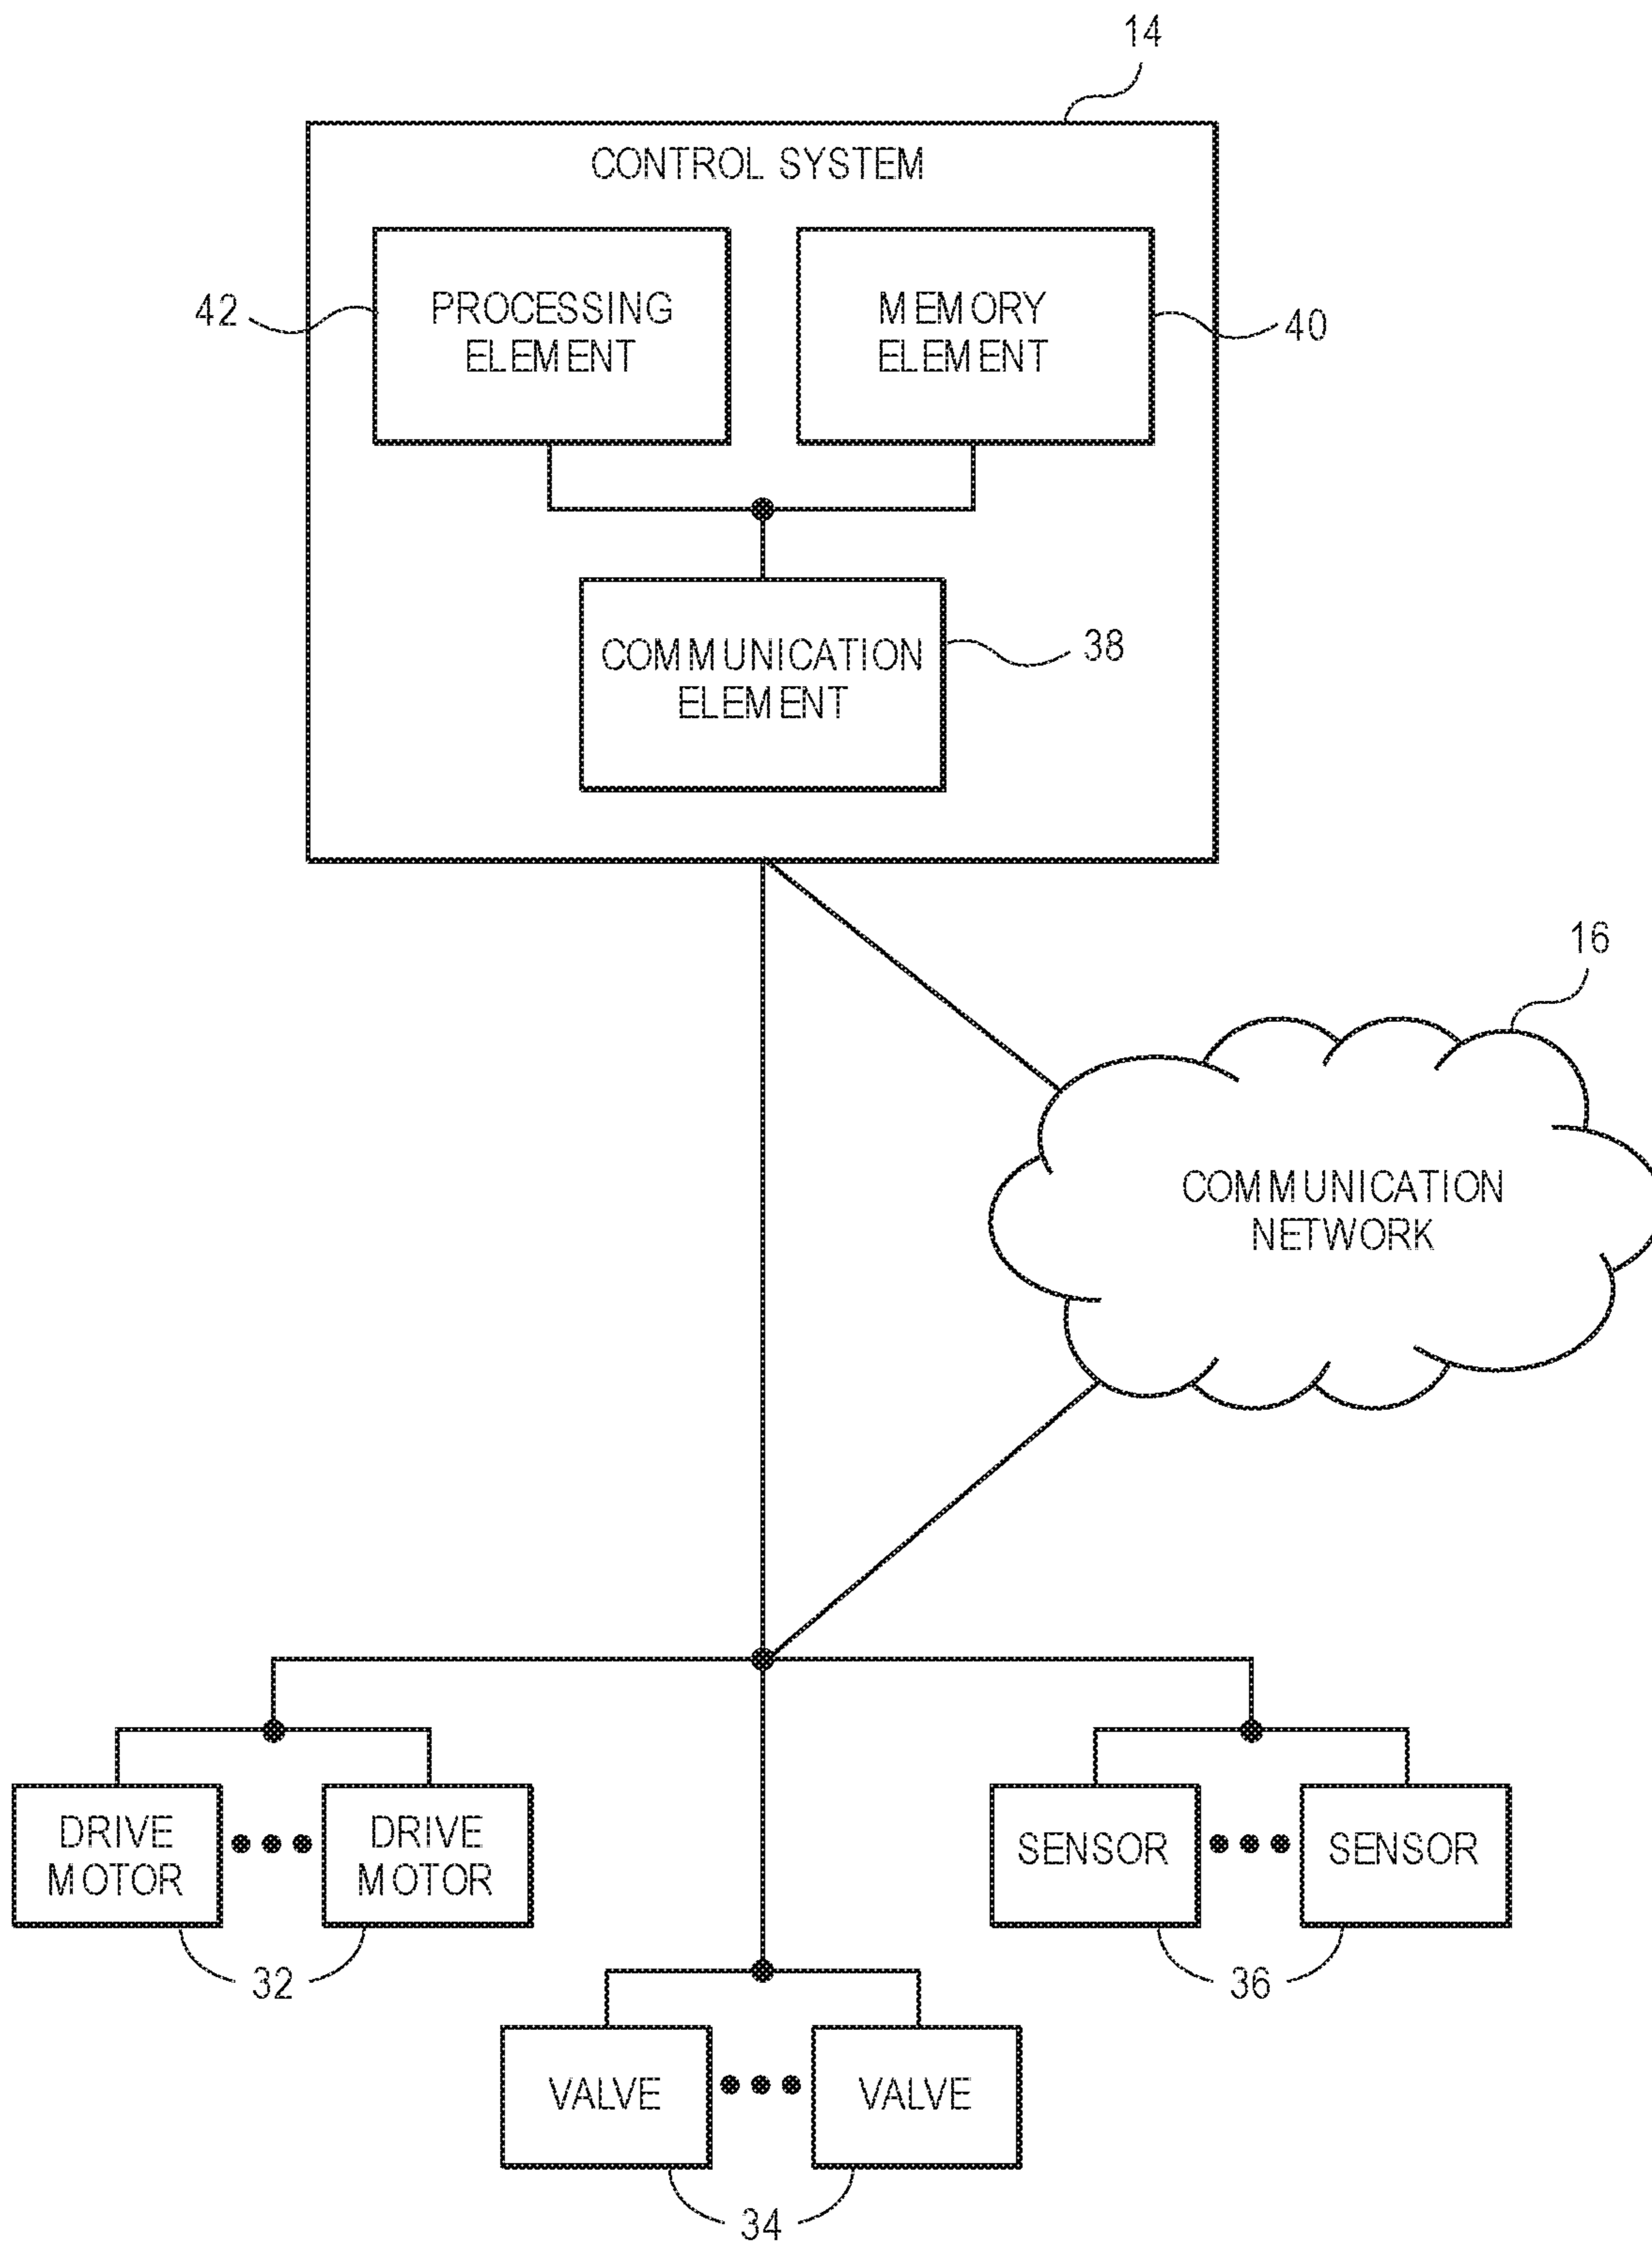 14
CONTROL SYSTEM
42
PROCESSING
ELEMENT
MEMORY
ELEMENT
40
COMMUNICATION
ELEMENT
38
16
COMMUNICATION
NETWORK
DRIVE
MOTOR
DRIVE
MOTOR
SENSOR
SENSOR
32
36
VALVE
VALVE
34